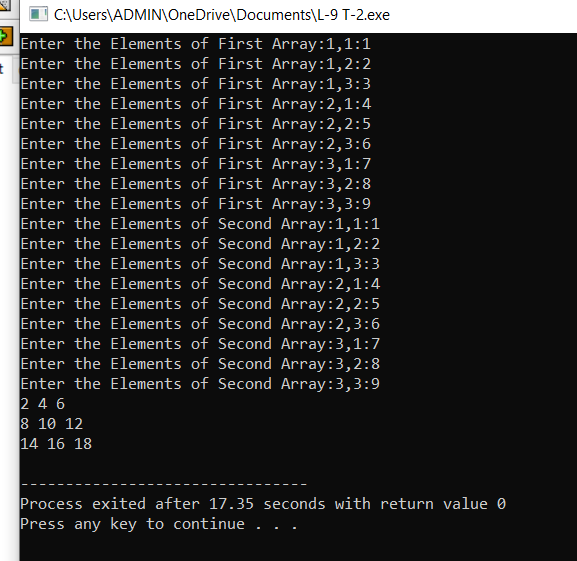 C:\Users\ADMIN\OneDrive\Documents\L-9 T-2.exe
Enter the Elements of First Array:1,1:1
Enter the Elements of First Array:1,2:2
Enter the Elements of First Array:1,3:3
Enter the Elements of First Array:2,1:4
Enter the Elements of First Array:2,2:5
Enter the Elements of First Array:2,3:6
Enter the Elements of First Array:3,1:7
Enter the Elements of First Array:3,2:8
Enter the Elements of First Array:3,3:9
Enter the Elements of Second Array:1,1:1
Enter the Elements of Second Array:1,2:2
Enter the Elements of Second Array:1,3:3
Enter the Elements of Second Array:2,1:4
Enter the Elements of Second Array:2,2:5
Enter the Elements of Second Array:2,3:6
Enter the Elements of Second Array:3,1:7
Enter the Elements of Second Array:3,2:8
Enter the Elements of Second Array:3,3:9
2 4 6
8 10 12
14 16 18
--------------------------------
Process exited after 17.35 seconds with return value 0
Press any key to continue . . .